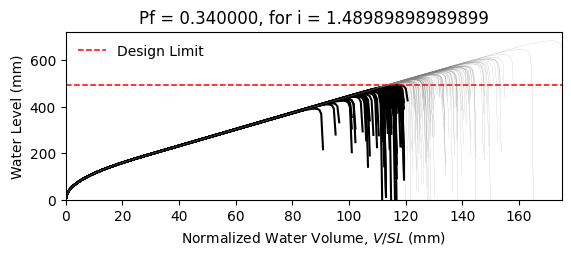 Pf = 0.340000, for i = 1.48989898989899
Design Limit
Water Level (mm)
600
400
200
0
0 20 40 60 80 100 120 140 160
Normalized Water Volume, V/SL (mm)